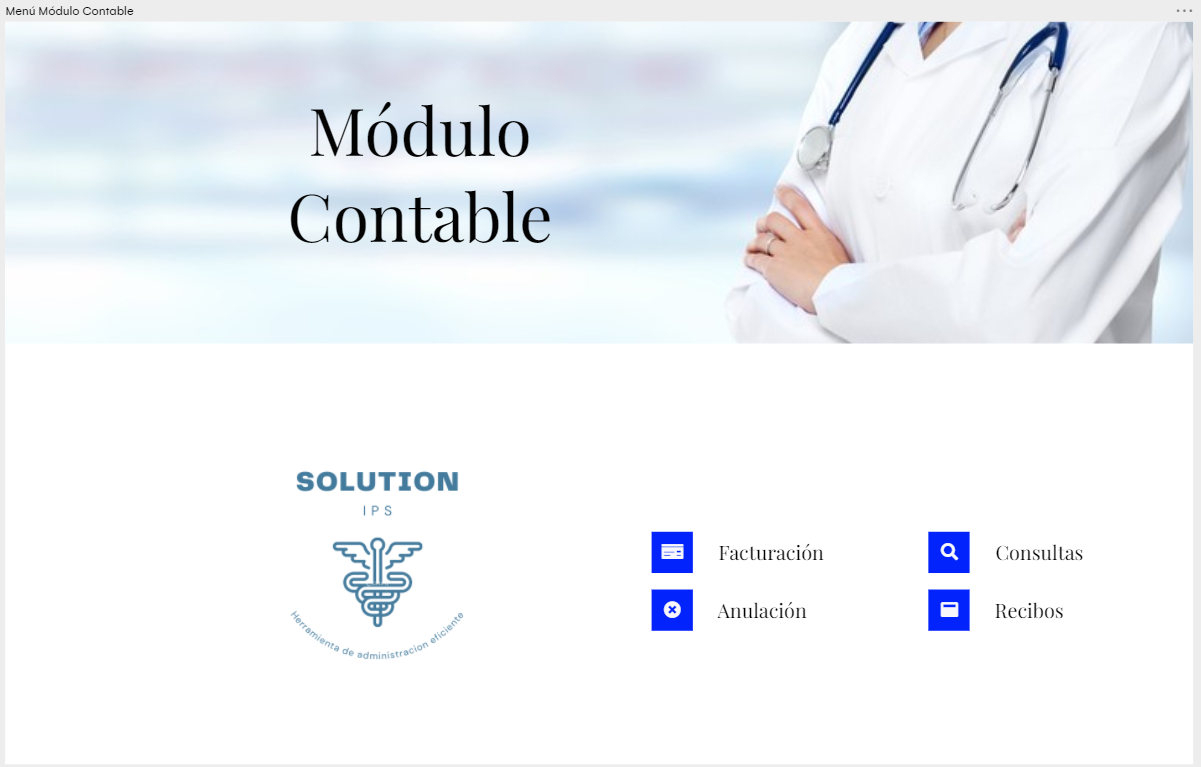 Menú Módulo Contable
Módulo
Contable
SOLUTION
IPS
Herramienta de administracion eficiente
Facturación
Consultas
Anulación
Recibos